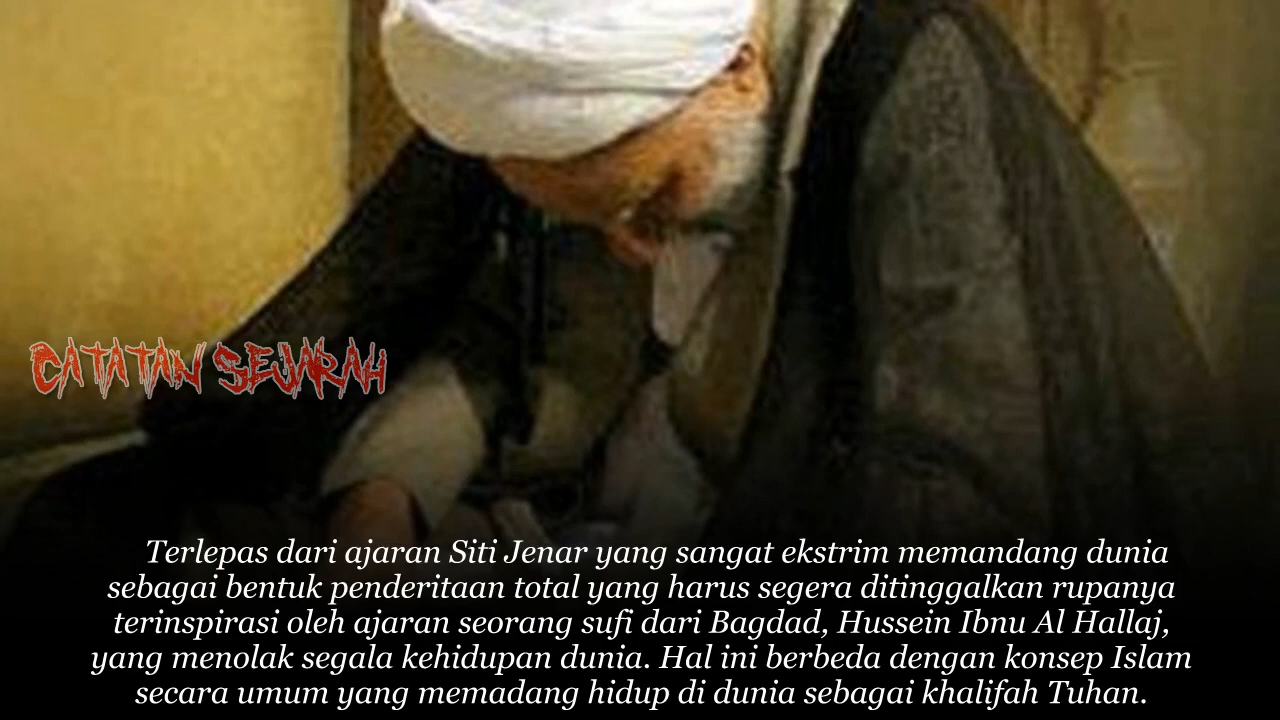 CATATAN SEJARAH
Terlepas dari ajaran Siti Jenar yang sangat ekstrim memandang dunia
sebagai bentuk penderitaan total yang harus segera ditinggalkan rupanya
terinspirasi oleh ajaran seorang sufi dari Bagdad, Hussein Ibnu Al Hallaj,
yang menolak segala kehidupan dunia. Hal ini berbeda dengan konsep Islam
secara umum yang memadang hidup di dunia sebagai khalifah Tuhan.